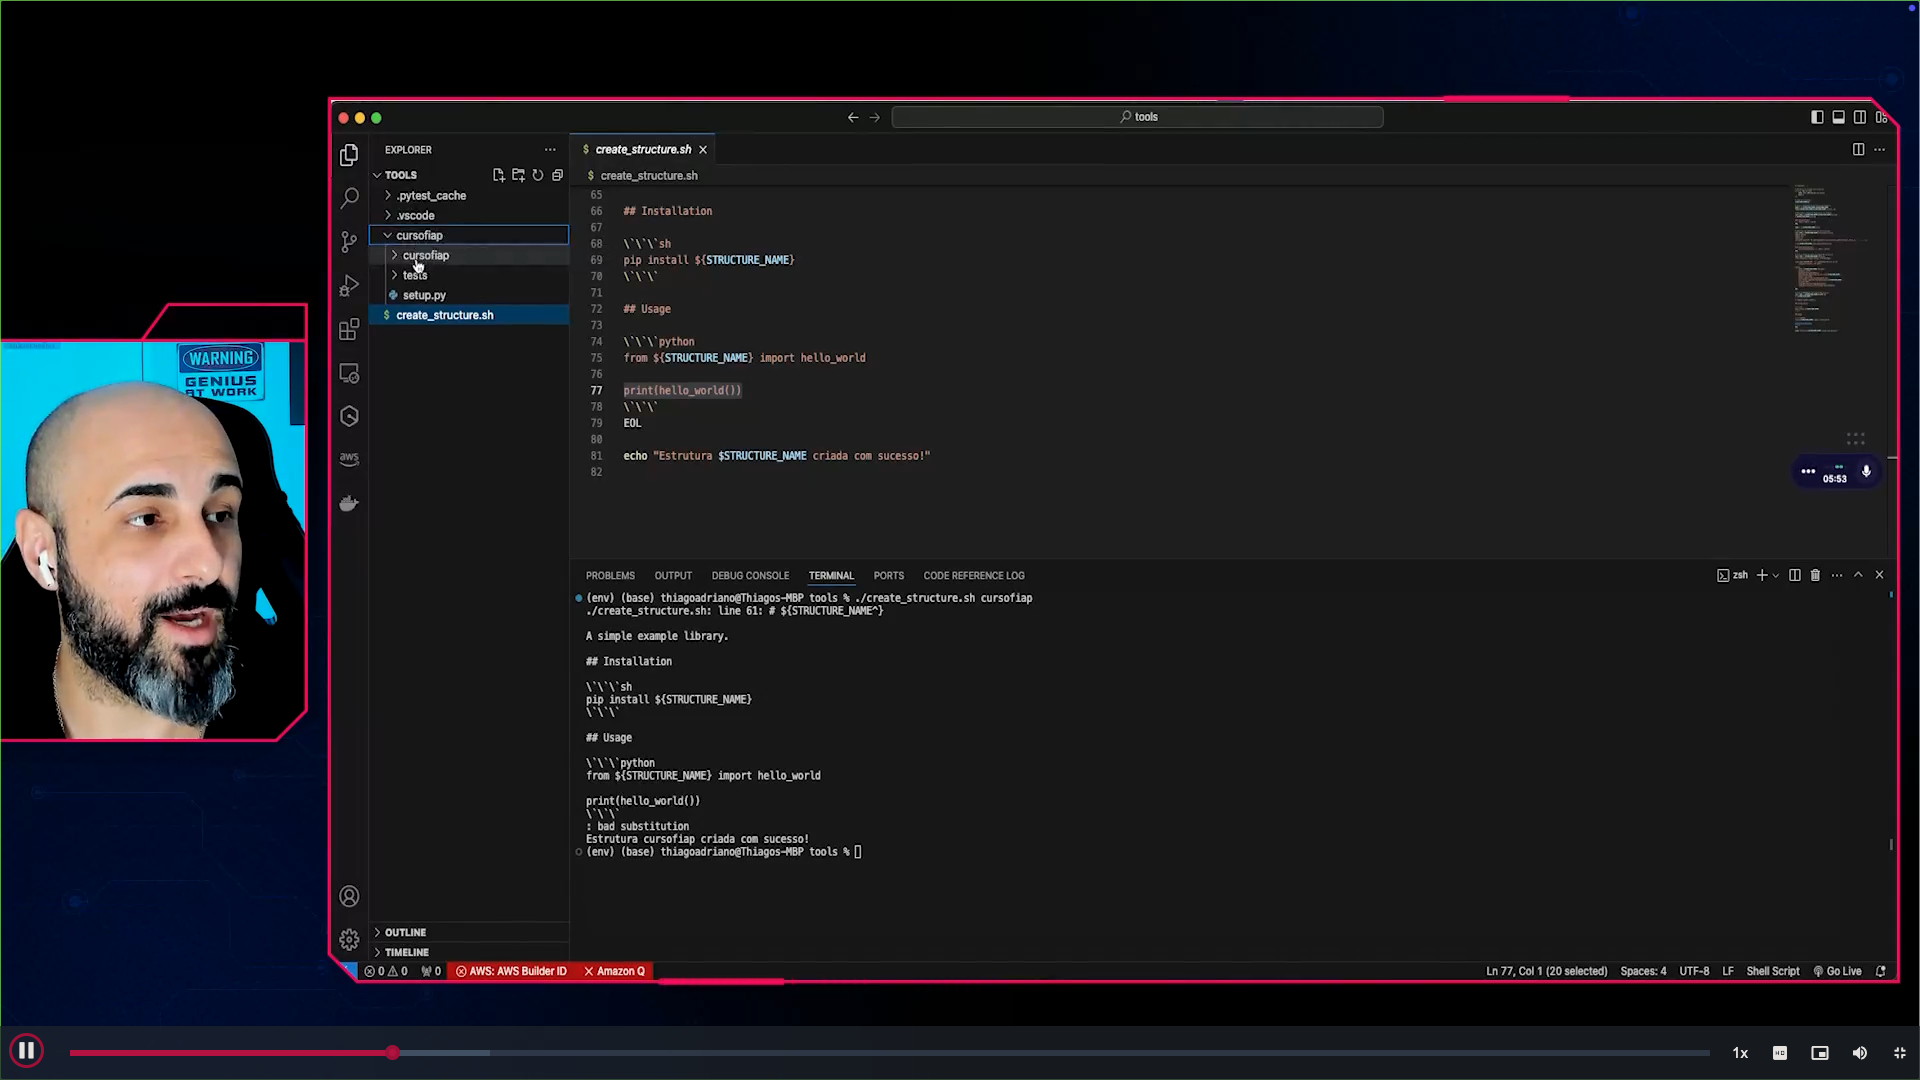 tools
EXPLORER
create_structure.sh
TOOLS
$ create_structure.sh
.pytest_cache
.vscode
cursofiap
cursofiap
tests
setup.py
$ create_structure.sh
65
66 ## Installation
67
68 \`\`\`sh
69 pip install ${STRUCTURE_NAME}
70 \`\`\`
71
72 ## Usage
73
74 \`\`\`python
75 from ${STRUCTURE_NAME} import hello_world
76
77 print(hello_world())
78 \`\`\`
79 EOL
80
81 echo "Estrutura $STRUCTURE_NAME criada com sucesso!"
82
WARNING
GENIUS
AT WORK
aws
05:53
PROBLEMS OUTPUT DEBUG CONSOLE TERMINAL PORTS CODE REFERENCE LOG
zsh
(env) (base) thiagoadriano@Thiagos-MBP tools % ./create_structure.sh cursofiap
./create_structure.sh: line 61: # ${STRUCTURE_NAME^}
A simple example library.
## Installation
\`\`\`sh
pip install ${STRUCTURE_NAME}
\`\`\`
## Usage
\`\`\`python
from ${STRUCTURE_NAME} import hello_world
print(hello_world())
\`\`\`
: bad substitution
Estrutura cursofiap criada com sucesso!
(env) (base) thiagoadriano@Thiagos-MBP tools %
OUTLINE
TIMELINE
0 0 0 AWS: AWS Builder ID Amazon Q
Ln 77, Col 1 (20 selected) Spaces: 4 UTF-8 LF Shell Script Go Live
1x
HD